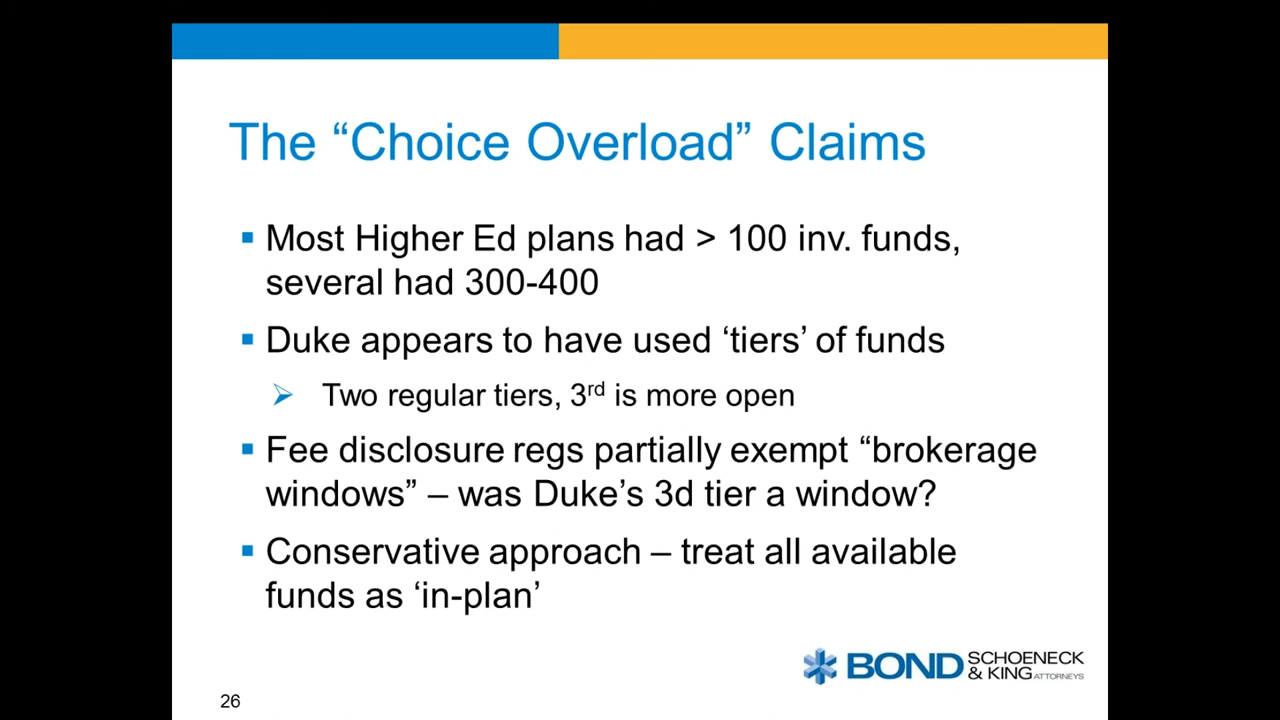 The “Choice Overload” Claims
Most Higher Ed plans had > 100 inv. funds,
several had 300-400
Duke appears to have used ‘tiers’ of funds
Two regular tiers, 3rd is more open
Fee disclosure regs partially exempt “brokerage
windows” – was Duke’s 3d tier a window?
Conservative approach – treat all available
funds as ‘in-plan’
BOND SCHOENECK
& KING ATTORNEYS
26